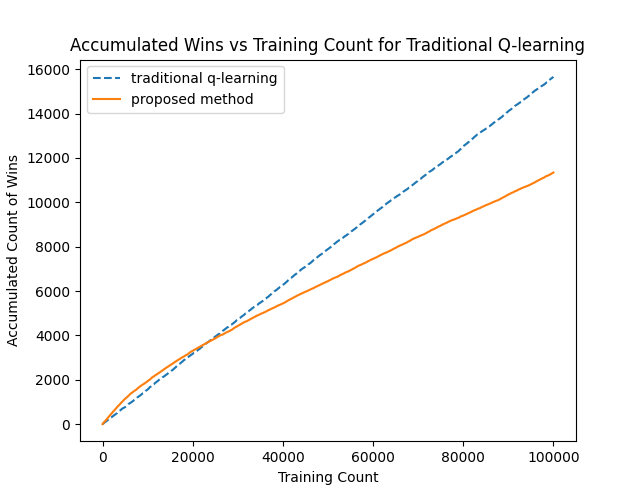 Accumulated Wins vs Training Count for Traditional Q-learning
traditional q-learning
proposed method
Accumulated Count of Wins
16000
14000
12000
10000
8000
6000
4000
2000
0
0 20000 40000 60000 80000 100000
Training Count